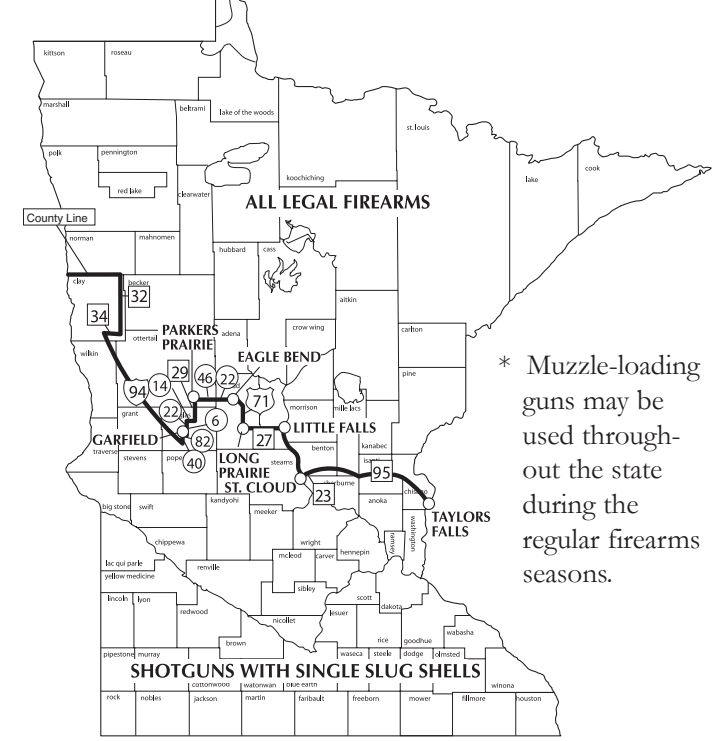 kittson
roseau
marshall
beltrami
lake of the woods
st.louis
polk
pennington
koochiching
lake
cook
red lake
clearwater
ALL LEGAL FIREARMS
County Line
norman
mahnomen
hubbard
cass
clay
becker
32
34
aitkin
ottertail
PARKERS
PRAIRIE
adena
crow wing
carlton
wilkin
EAGLE BEND
pine
29
46
22
94
14
71
grant
22
6
morrison
mille lacs
LITTLE FALLS
GARFIELD
82
27
kanabec
traverse
stevens
pope
40
LONG
PRAIRIE
stearns
benton
95
ST. CLOUD
23
anoka
TAYLORS
FALLS
big stone
swift
kandyohi
meeker
washington
ramsey
chippewa
wright
hennepin
lac qui parle
renville
mcleod
carver
yellow medicine
sibley
scott
dakota
lincoln
lyon
redwood
nicollet
lesuer
rice
goodhue
wabasha
brown
pipestone
murray
waseca
steele
dodge
olmsted
SHOTGUNS WITH SINGLE SLUG SHELLS
cottonwood
watonwan
blue earth
winona
rock
nobles
jackson
martin
faribault
freeborn
mower
fillmore
houston
* Muzzle-loading
guns may be
used through-
out the state
during the
regular firearms
seasons.